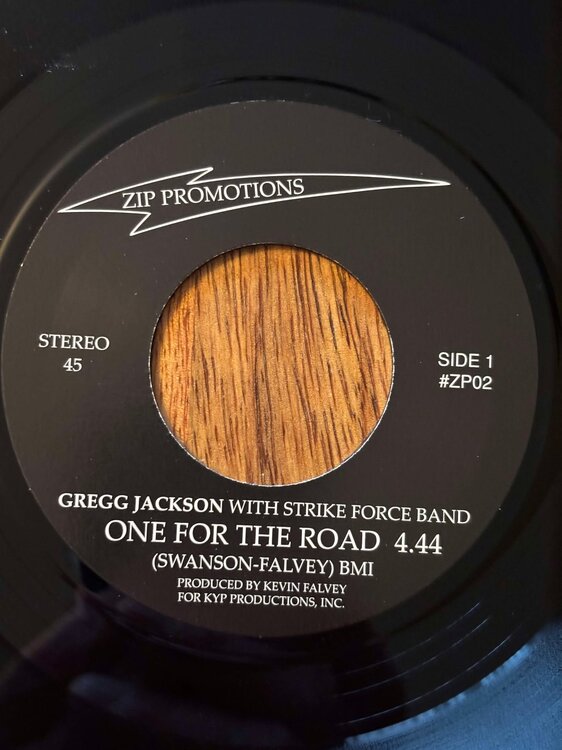 ZIP PROMOTIONS
STEREO
45
SIDE 1
#ZP02
GREGG JACKSON WITH STRIKE FORCE BAND
ONE FOR THE ROAD 4.44
(SWANSON-FALVEY) BMI
PRODUCED BY KEVIN FALVEY
FOR KYP PRODUCTIONS, INC.